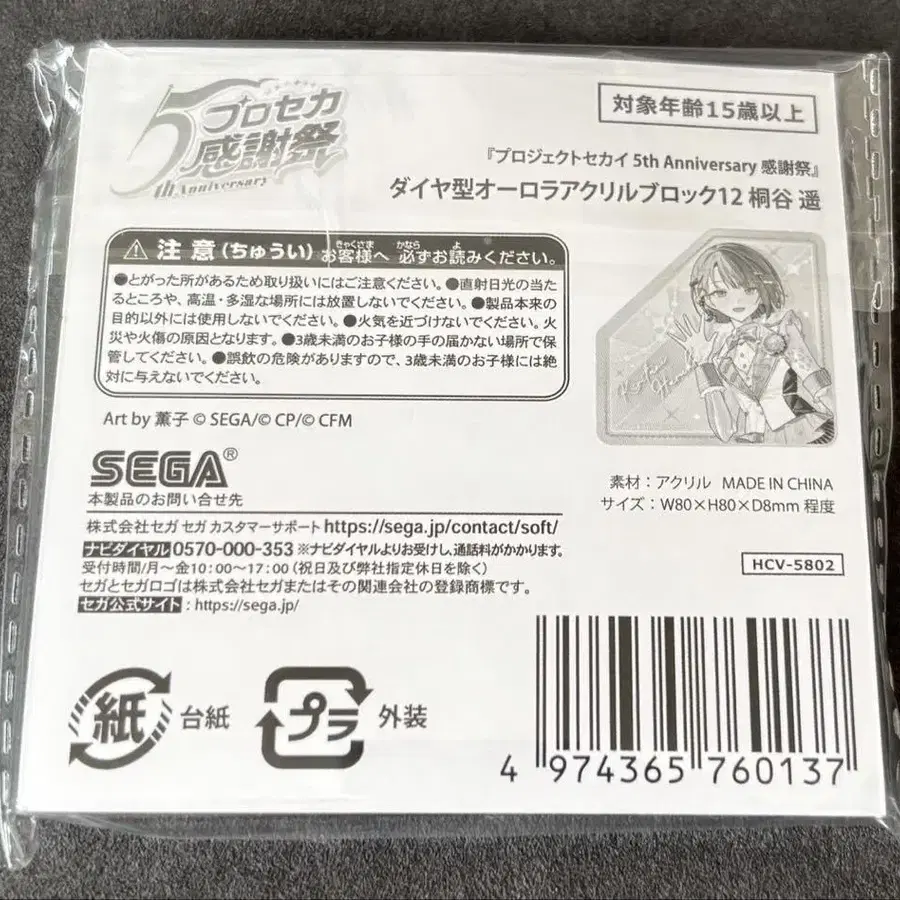 5
プロセカ
感謝祭
th Anniversary
対象年齢15歳以上
『プロジェクトセカイ 5th Anniversary 感謝祭』
ダイヤ型オーロラアクリルブロック12 桐谷 遥
注意(ちゅうい) お客様へ 必ずお読みください。
きゃくさま かなら よ
●とがった所があるため取り扱いにはご注意ください。●直射日光の当た
るところや、高温・多湿な場所には放置しないでください。●製品本来の
目的以外には使用しないでください。●火気を近づけないでください。火
災や火傷の原因となります。●3歳未満のお子様の手の届かない場所で保
管してください。●誤飲の危険がありますので、3歳未満のお子様には絶
対に与えないでください。
Art by 薫子 © SEGA/© CP/© CFM
SEGA®
本製品のお問い合せ先
株式会社セガ セガ カスタマーサポート https://sega.jp/contact/soft/
ナビダイヤル 0570-000-353 ※ナビダイヤルよりお受けし、通話料がかかります。
受付時間/月～金10:00～17:00（祝日及び弊社指定休日を除く）
セガとセガロゴは株式会社セガまたはその関連会社の登録商標です。
セガ公式サイト：https://sega.jp/
素材：アクリル MADE IN CHINA
サイズ：W80×H80×D8mm 程度
HCV-5802
紙 台紙
プラ 外装
4 974365 760137